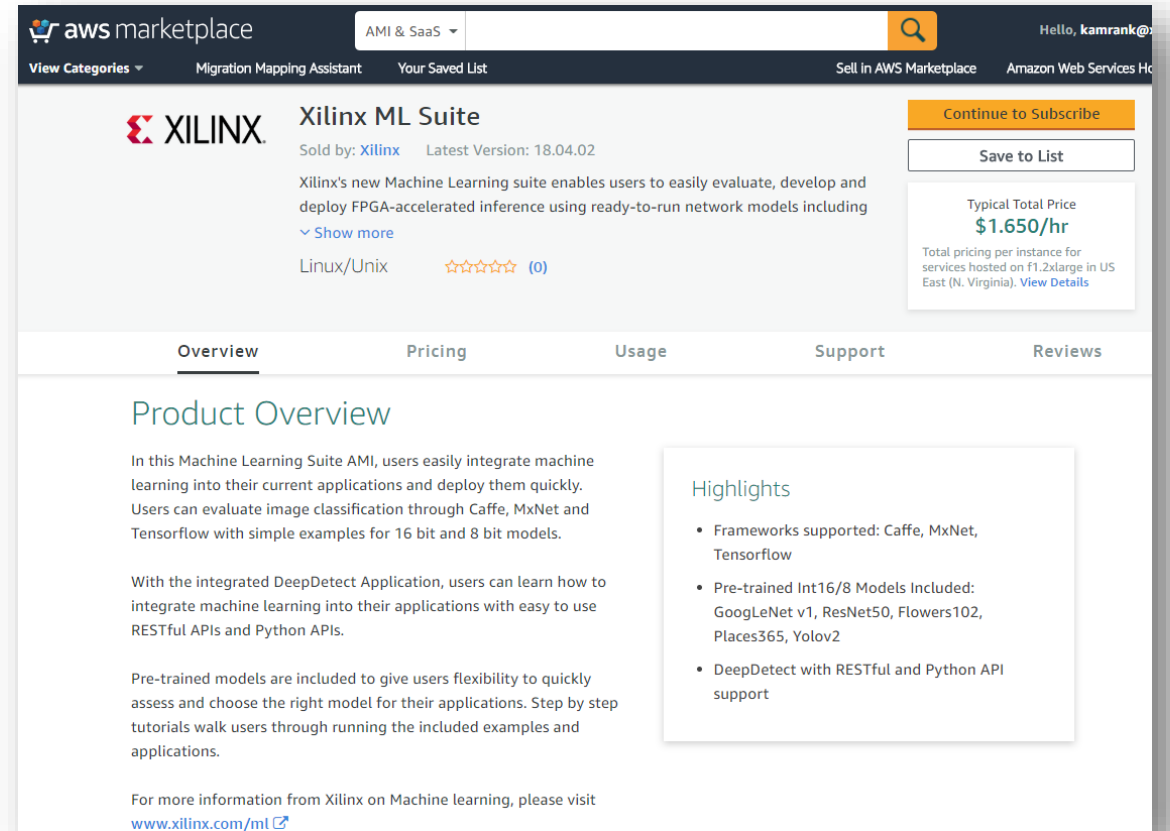 aws marketplace
AMI & SaaS
Hello, kamrank@
View Categories
Migration Mapping Assistant
Your Saved List
Sell in AWS Marketplace
Amazon Web Services
XILINX.
Xilinx ML Suite
Sold by: Xilinx Latest Version: 18.04.02
Xilinx's new Machine Learning suite enables users to easily evaluate, develop and
deploy FPGA-accelerated inference using ready-to-run network models including
Show more
Linux/Unix
(0)
Continue to Subscribe
Save to List
Typical Total Price
$1.650/hr
Total pricing per instance for
services hosted on f1.2xlarge in US
East (N. Virginia). View Details
Overview
Pricing
Usage
Support
Reviews
Product Overview
In this Machine Learning Suite AMI, users easily integrate machine
learning into their current applications and deploy them quickly.
Users can evaluate image classification through Caffe, MxNet and
Tensorflow with simple examples for 16 bit and 8 bit models.
With the integrated DeepDetect Application, users can learn how to
integrate machine learning into their applications with easy to use
RESTful APIs and Python APIs.
Pre-trained models are included to give users flexibility to quickly
assess and choose the right model for their applications. Step by step
tutorials walk users through running the included examples and
applications.
For more information from Xilinx on Machine learning, please visit
www.xilinx.com/ml
Highlights
• Frameworks supported: Caffe, MxNet,
Tensorflow
• Pre-trained Int16/8 Models Included:
GoogLeNet v1, ResNet50, Flowers102,
Places365, Yolov2
• DeepDetect with RESTful and Python API
support